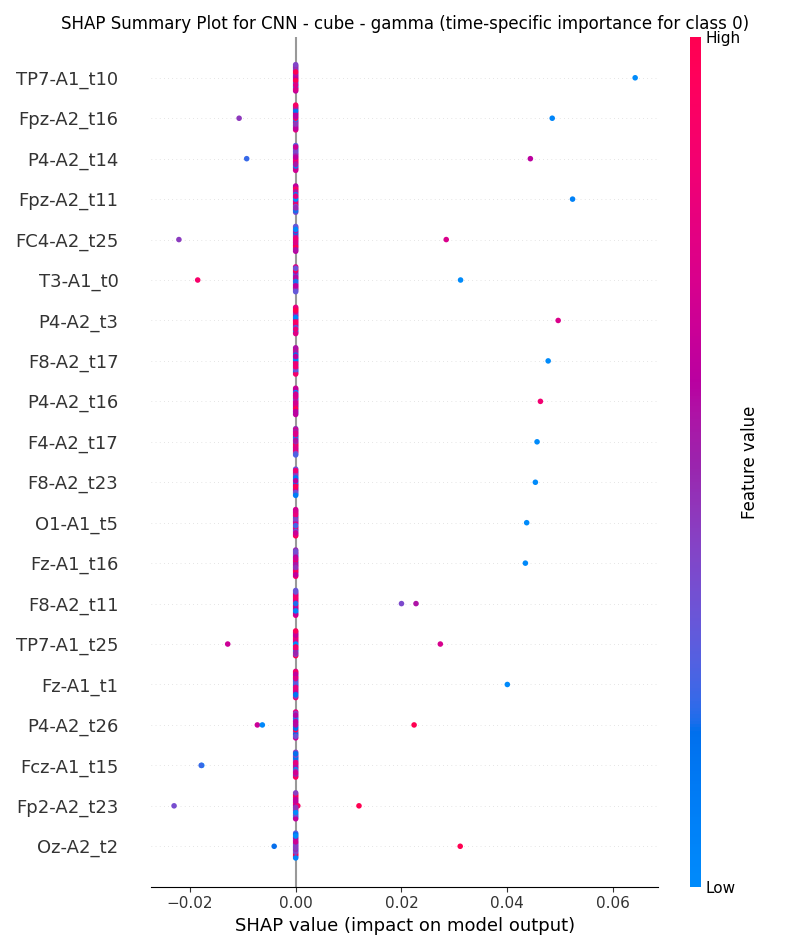 SHAP Summary Plot for CNN - cube - gamma (time-specific importance for class 0)
High
TP7-A1_t10
Fpz-A2_t16
P4-A2_t14
Fpz-A2_t11
FC4-A2_t25
T3-A1_t0
P4-A2_t3
F8-A2_t17
P4-A2_t16
F4-A2_t17
F8-A2_t23
O1-A1_t5
Fz-A1_t16
F8-A2_t11
TP7-A1_t25
Fz-A1_t1
P4-A2_t26
Fcz-A1_t15
Fp2-A2_t23
Oz-A2_t2
Feature value
Low
−0.02 0.00 0.02 0.04 0.06
SHAP value (impact on model output)